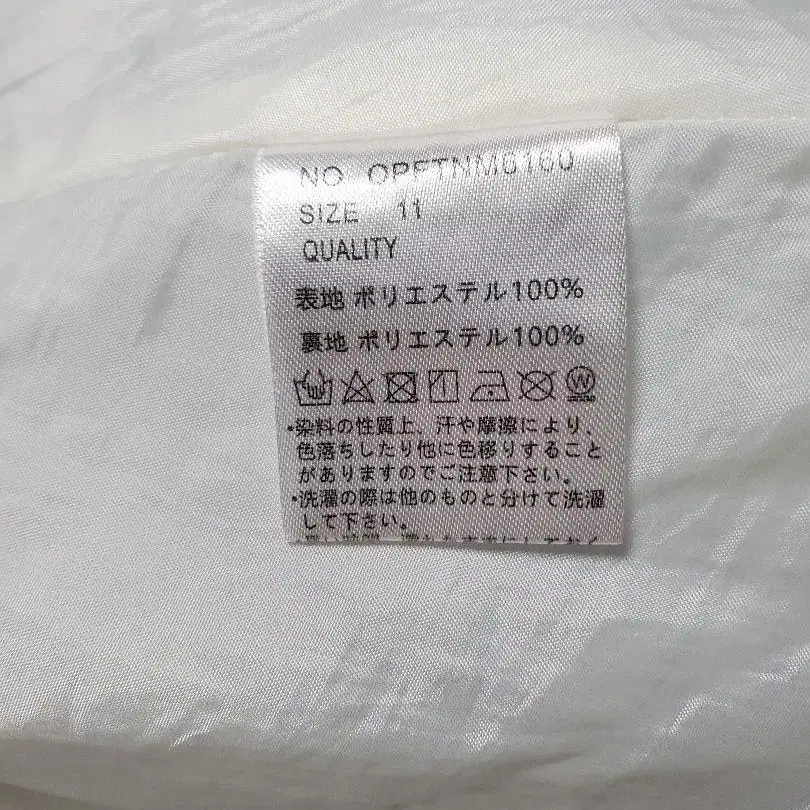 NO OPFTNM6160
SIZE 11
QUALITY
表地 ポリエステル100%
裏地 ポリエステル100%
W
•染料の性質上、汗や摩擦により、
色落ちしたり他に色移りすること
がありますのでご注意下さい。
•洗濯の際は他のものと分けて洗濯
して下さい。